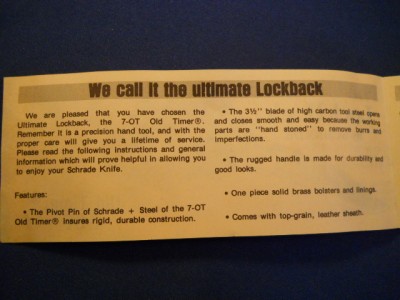 We call it the ultimate Lockback
We are pleased that you have chosen the
Ultimate Lockback, the 7-OT Old Timer®.
Remember it is a precision hand tool, and with the
proper care will give you a lifetime of service.
Please read the following instructions and general
information which will prove helpful in allowing you
to enjoy your Schrade Knife.
Features:
• The Pivot Pin of Schrade + Steel of the 7-OT
Old Timer® insures rigid, durable construction.
• The 3½" blade of high carbon tool steel opens
and closes smooth and easy because the working
parts are "hand stoned" to remove burrs and
imperfections.
• The rugged handle is made for durability and
good looks.
• One piece solid brass bolsters and linings.
• Comes with top-grain, leather sheath.